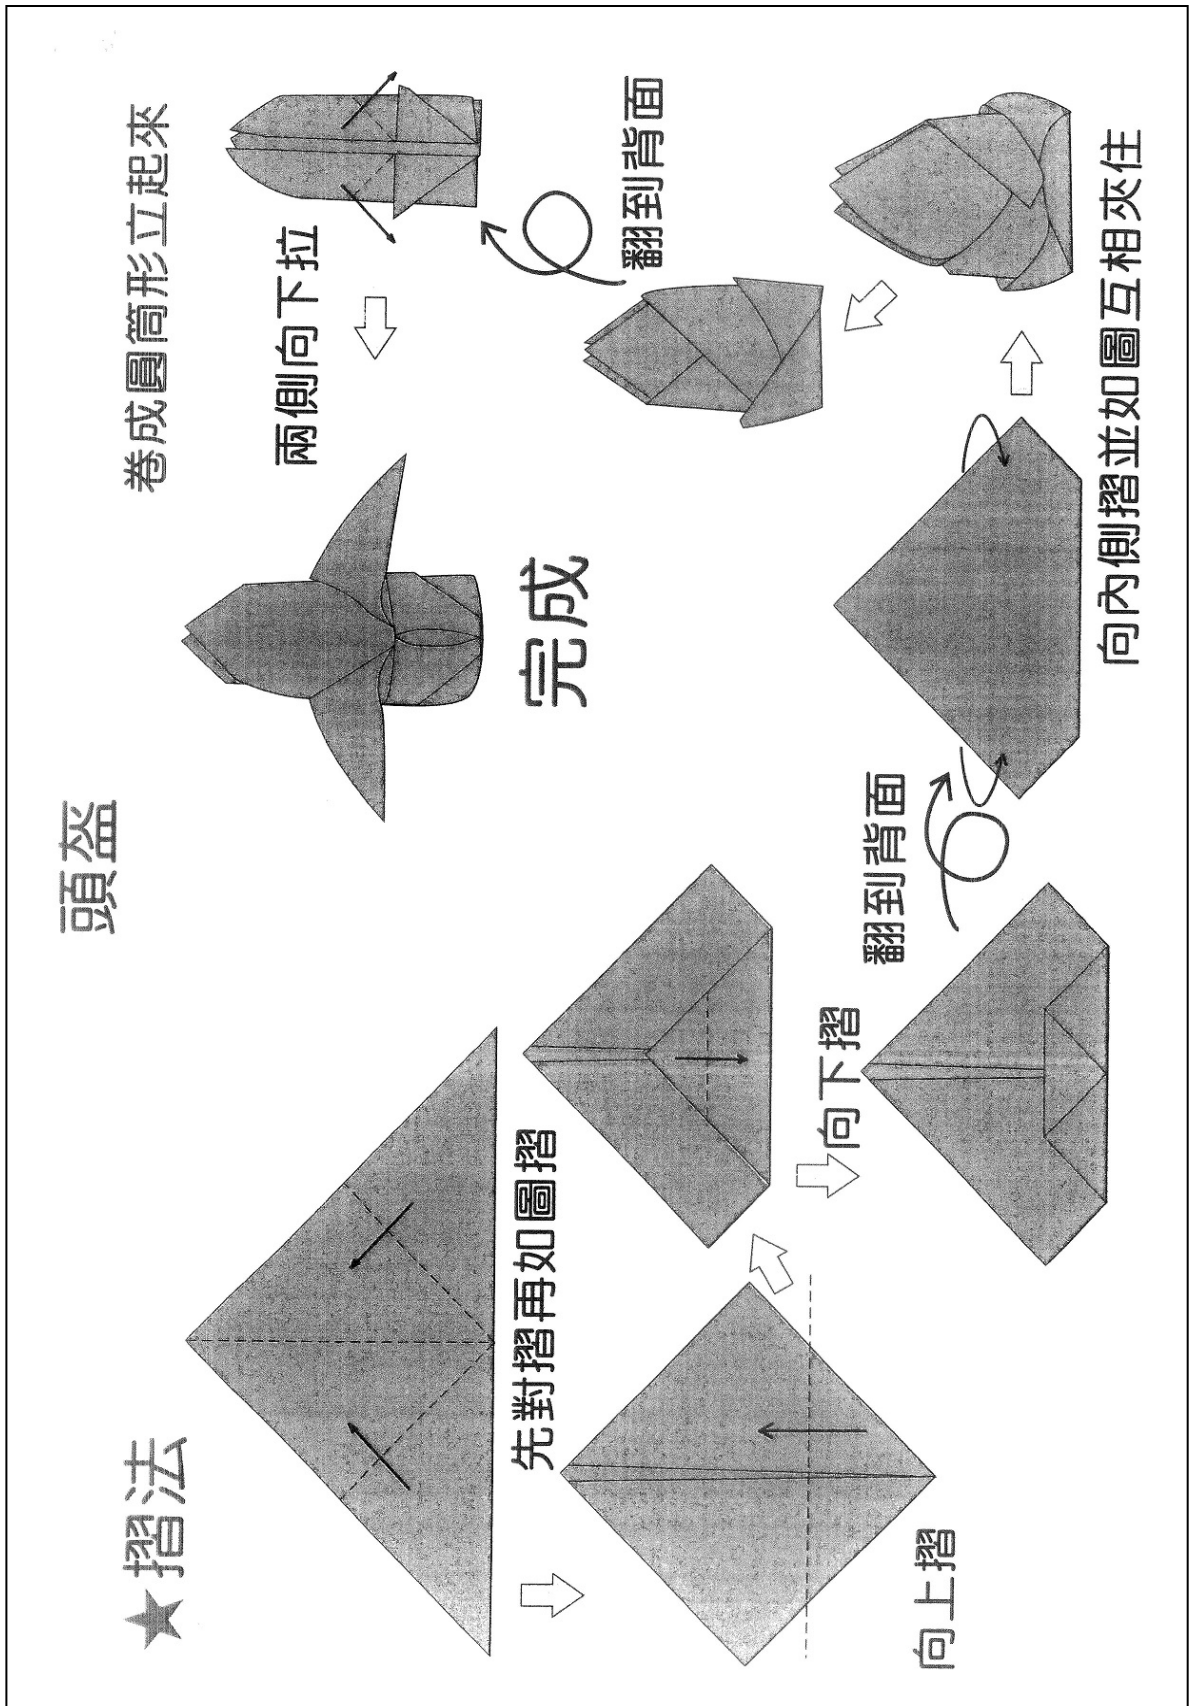 頭盔
★摺法
先對摺再如圖摺
向上摺
向下摺
翻到背面
向內側摺並如圖互相夾住
翻到背面
卷成圓筒形立起來
兩側向下拉
完成